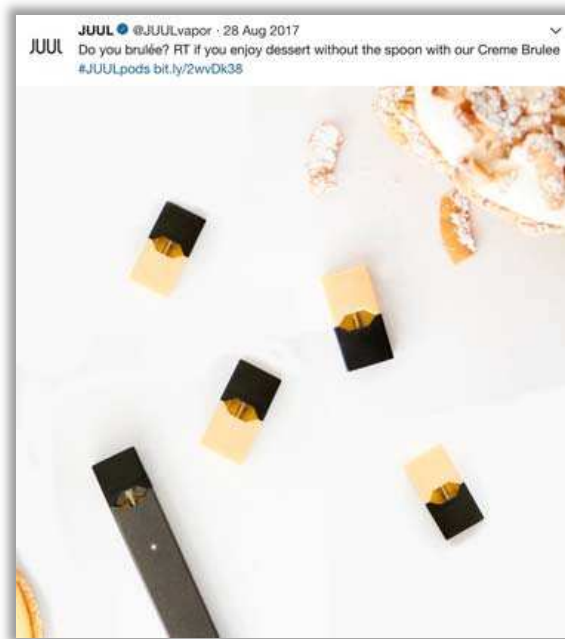 JUUL @JUULvapor · 28 Aug 2017
JUUL Do you brulée? RT if you enjoy dessert without the spoon with our Creme Brulee
#JUULpods bit.ly/2wvDk38